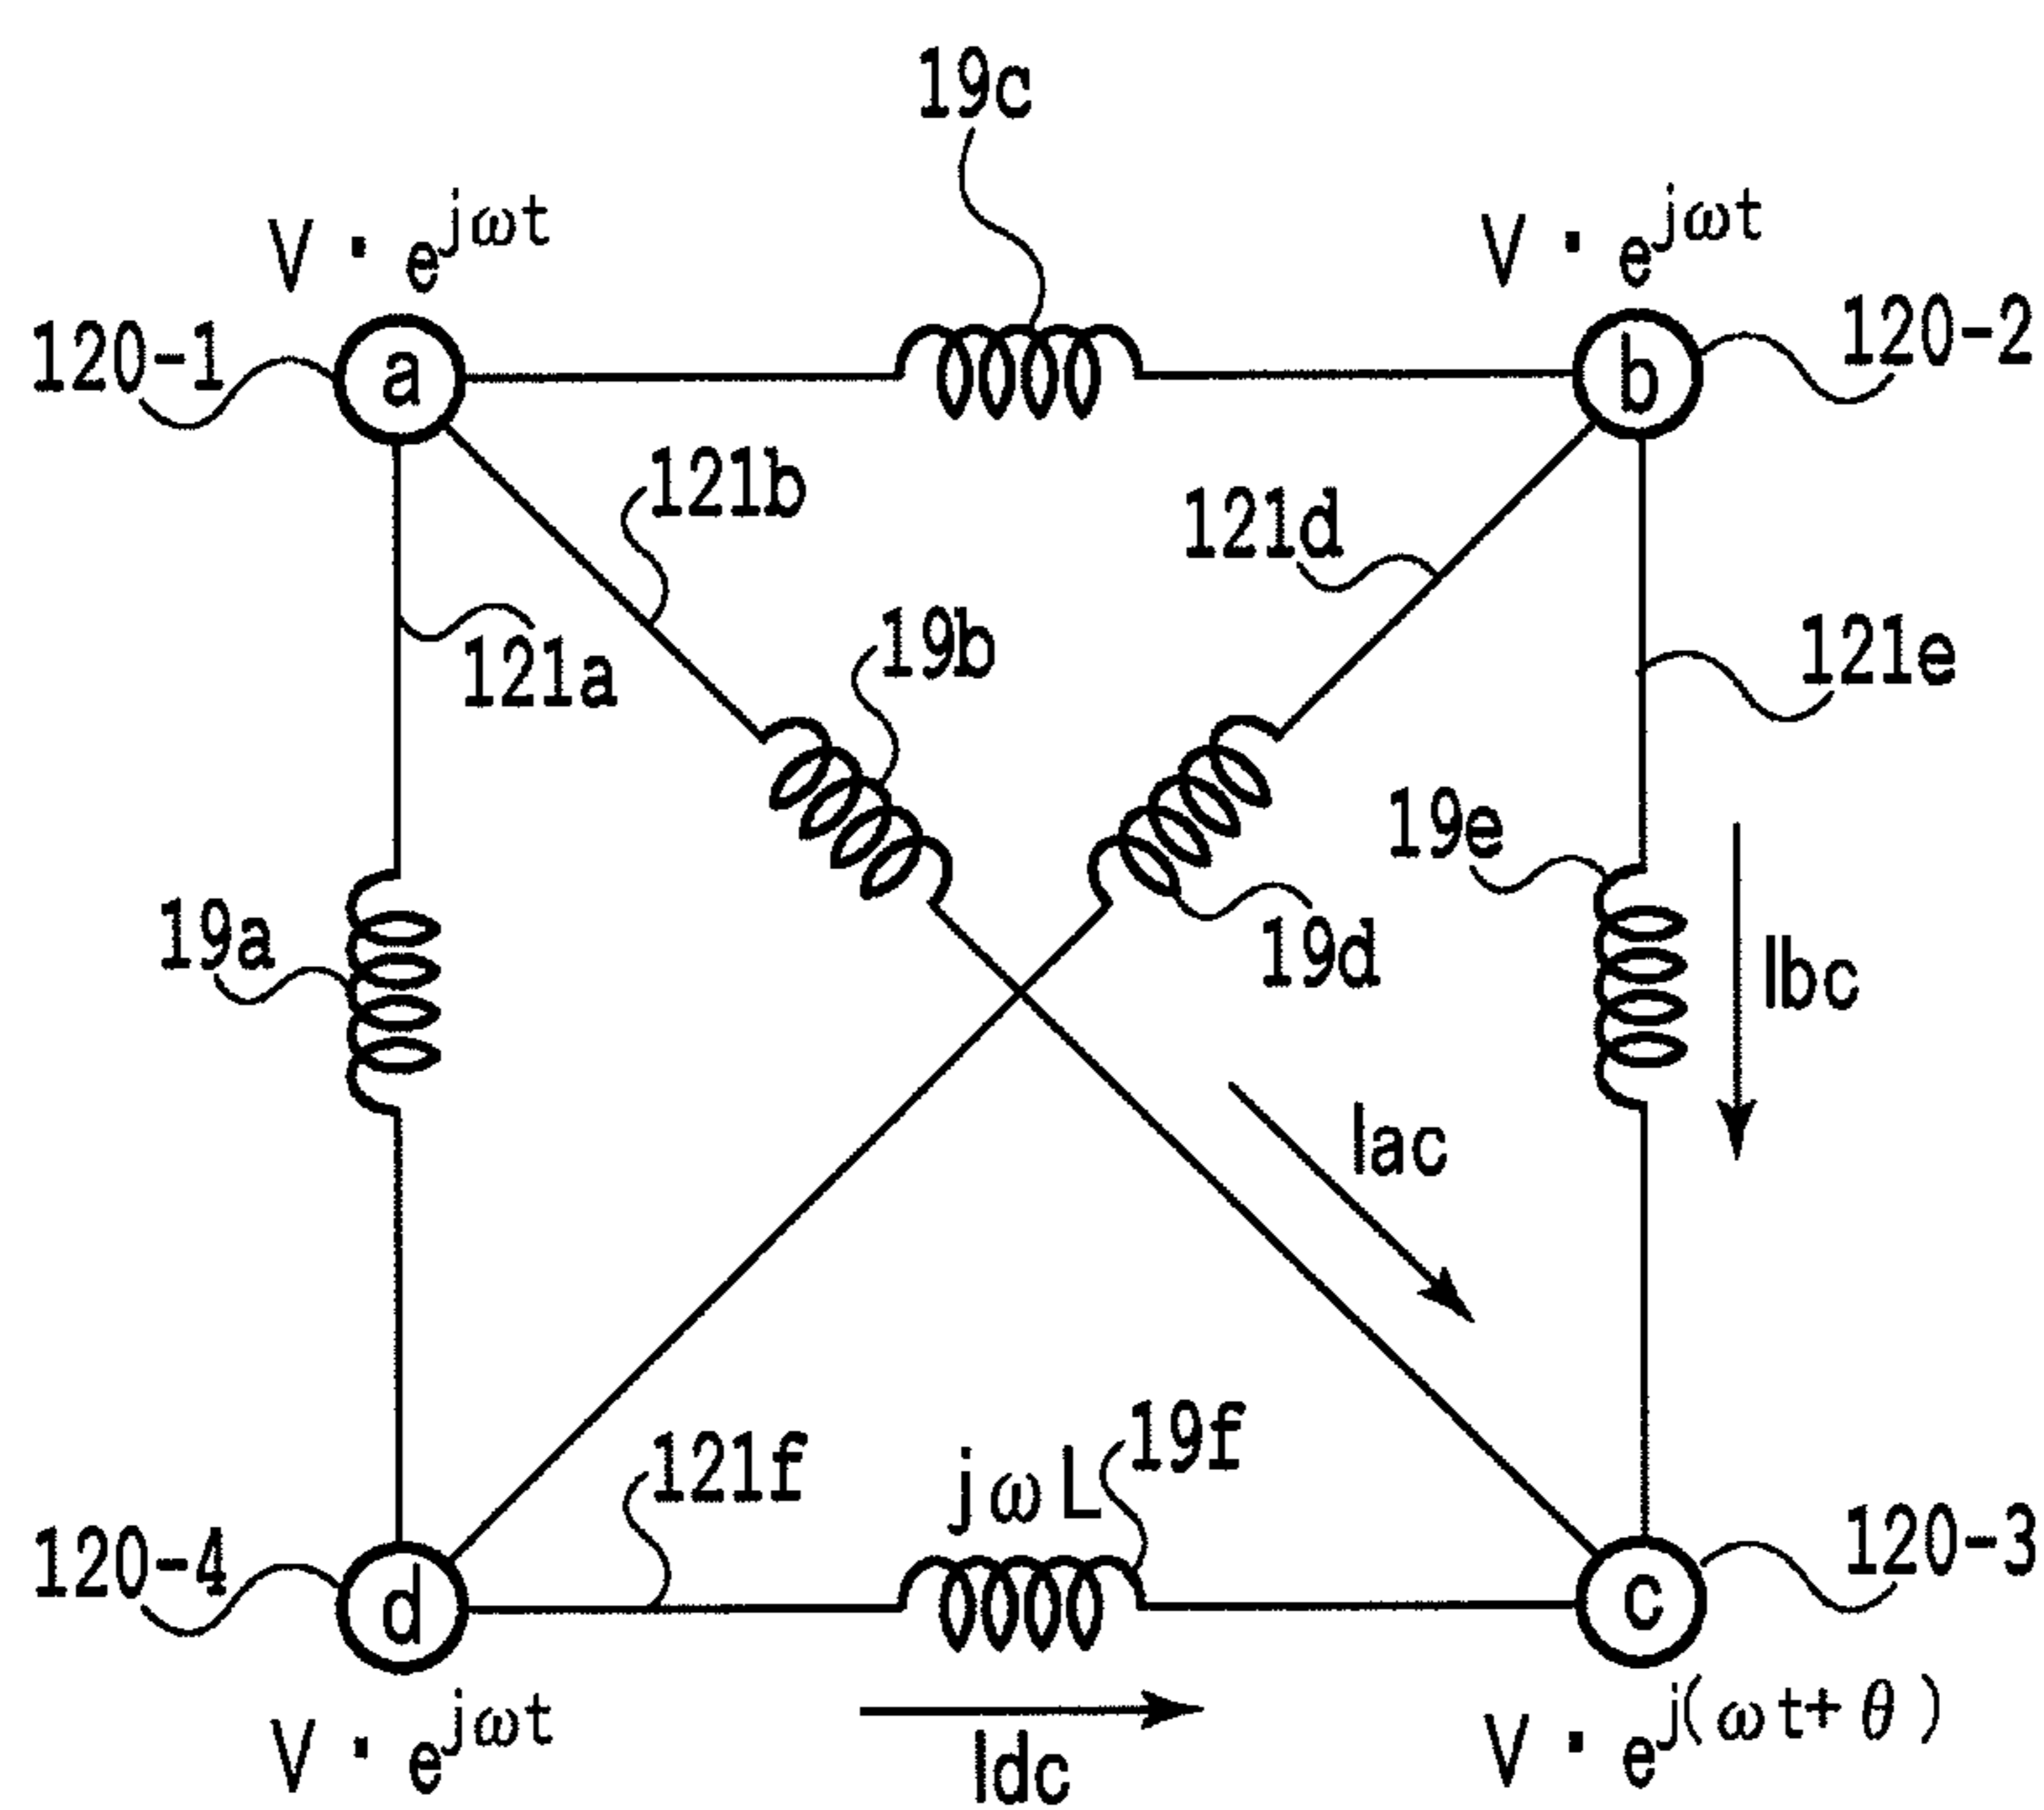 19c
V・e^jωt
V・e^jωt
120-1
a
b
120-2
121b
121d
19b
121e
121a
19e
19a
19d
Ibc
Iac
121f
jωL
19f
120-4
d
c
120-3
V・e^jωt
Idc
V・e^j(ωt+θ)